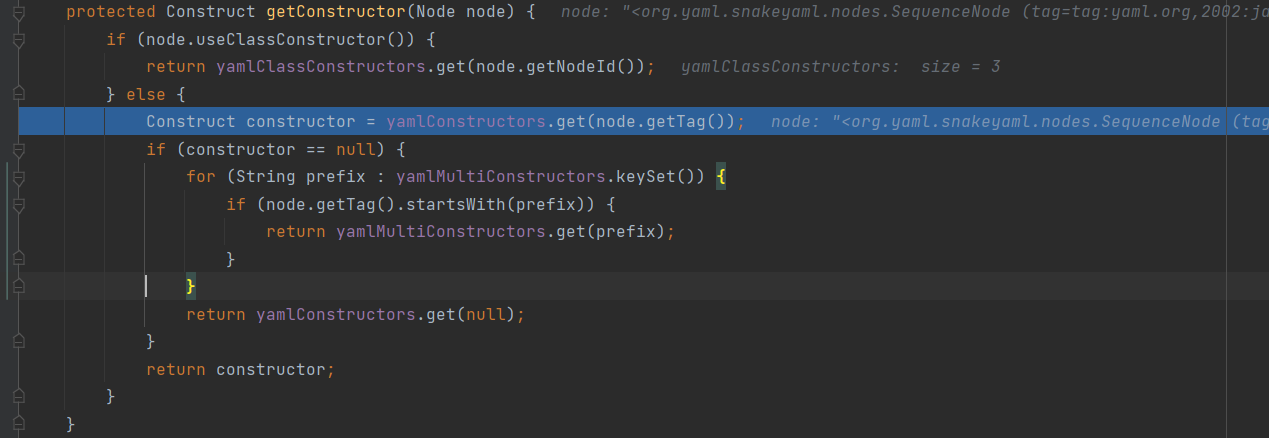 protected Construct getConstructor(Node node) {   node: "<org.yaml.snakeyaml.nodes.SequenceNode (tag=tag:yaml.org,2002:ja
    if (node.useClassConstructor()) {
        return yamlClassConstructors.get(node.getNodeId());   yamlClassConstructors:  size = 3
    } else {
        Construct constructor = yamlConstructors.get(node.getTag());   node: "<org.yaml.snakeyaml.nodes.SequenceNode (tag
        if (constructor == null) {
            for (String prefix : yamlMultiConstructors.keySet()) {
                if (node.getTag().startsWith(prefix)) {
                    return yamlMultiConstructors.get(prefix);
                }
            }
            return yamlConstructors.get(null);
        }
        return constructor;
    }
}